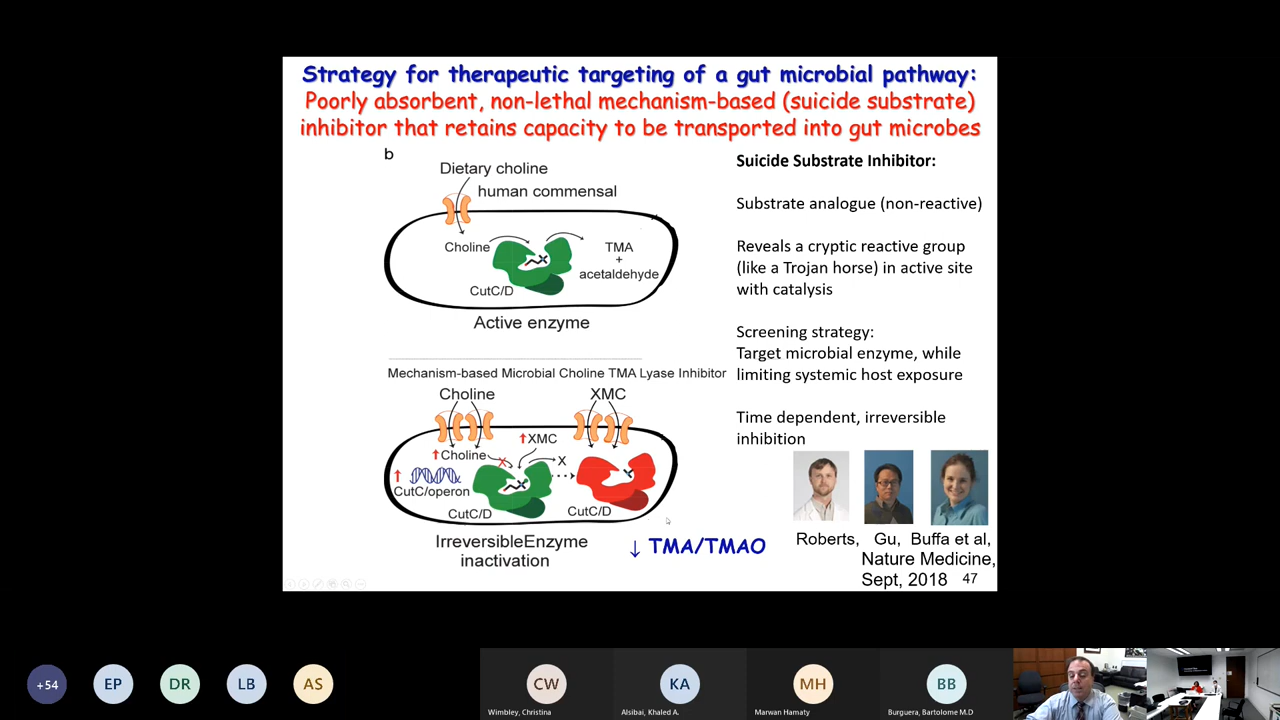 Strategy for therapeutic targeting of a gut microbial pathway:
Poorly absorbent, non-lethal mechanism-based (suicide substrate)
inhibitor that retains capacity to be transported into gut microbes
b
Dietary choline
human commensal
Choline
TMA
+
acetaldehyde
CutC/D
Active enzyme
Mechanism-based Microbial Choline TMA Lyase Inhibitor
Choline
XMC
↑XMC
↑Choline
X
X
↑
CutC/operon
CutC/D
CutC/D
IrreversibleEnzyme
inactivation
↓ TMA/TMAO
Suicide Substrate Inhibitor:
Substrate analogue (non-reactive)
Reveals a cryptic reactive group
(like a Trojan horse) in active site
with catalysis
Screening strategy:
Target microbial enzyme, while
limiting systemic host exposure
Time dependent, irreversible
inhibition
Roberts, Gu, Buffa et al,
Nature Medicine,
Sept, 2018
47
+54
EP
DR
LB
AS
CW
Wimbley, Christina
KA
Alsibai, Khaled A.
MH
Marwan Hamaty
BB
Burguera, Bartolome M.D